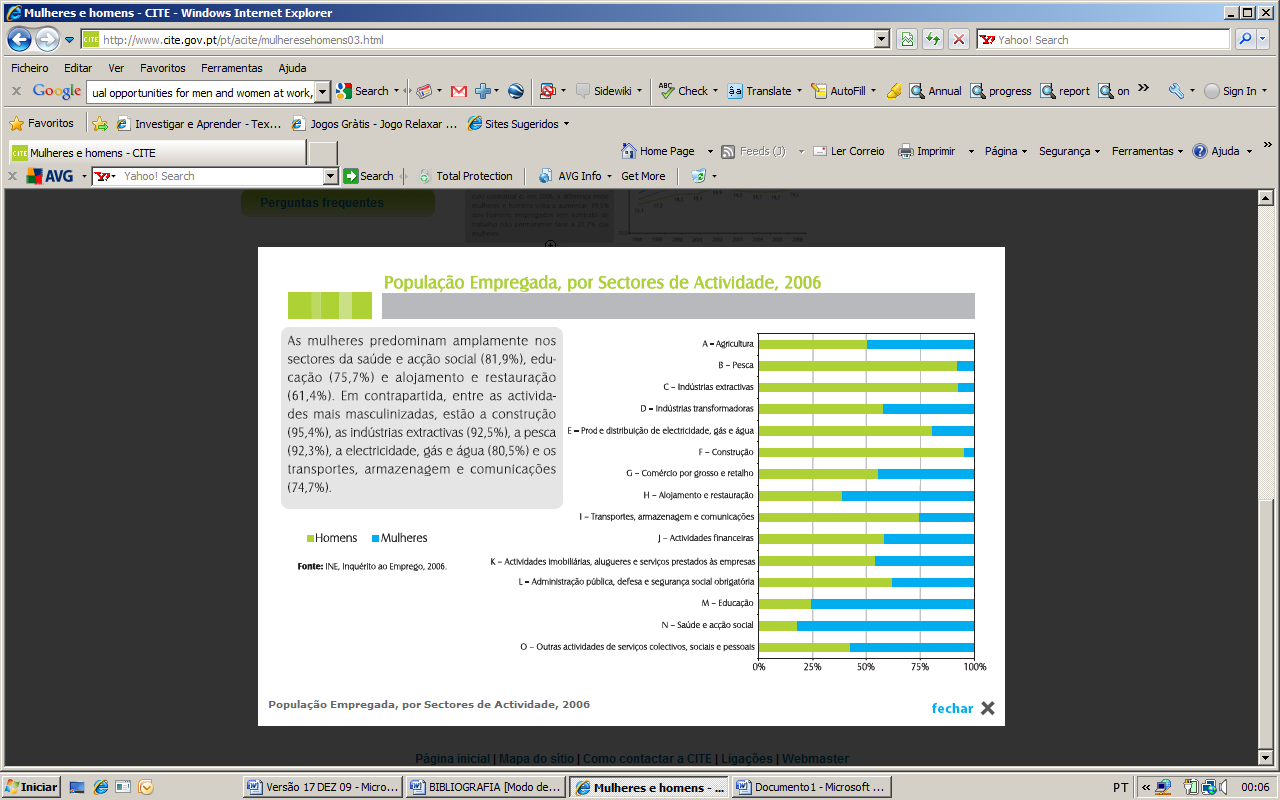 Mulheres e homens - CITE - Windows Internet Explorer
CITE http://www.cite.gov.pt/pt/acite/mulheresehomens03.html
Yahoo! Search
Ficheiro Editar Ver Favoritos Ferramentas Ajuda
x Google ual opportunities for men and women at work, Search Sidewiki ABC Check Translate AutoFill Annual progress report on » Sign In
Favoritos Investigar e Aprender - Tex... Jogos Grátis - Jogo Relaxar ... Sites Sugeridos
CITE Mulheres e homens - CITE Home Page Feeds (J) Ler Correio Imprimir Página Segurança Ferramentas Ajuda »
x AVG Yahoo! Search Search Total Protection AVG Info Get More
Perguntas frequentes
População Empregada, por Sectores de Actividade, 2006
As mulheres predominam amplamente nos
sectores da saúde e acção social (81,9%), edu-
cação (75,7%) e alojamento e restauração
(61,4%). Em contrapartida, entre as activida-
des mais masculinizadas, estão a construção
(95,4%), as indústrias extractivas (92,5%), a pesca
(92,3%), a electricidade, gás e água (80,5%) e os
transportes, armazenagem e comunicações
(74,7%).
Homens Mulheres
Fonte: INE, Inquérito ao Emprego, 2006.
A – Agricultura
B – Pesca
C – Indústrias extractivas
D – Indústrias transformadoras
E – Prod e distribuição de electricidade, gás e água
F – Construção
G – Comércio por grosso e retalho
H – Alojamento e restauração
I – Transportes, armazenagem e comunicações
J – Actividades financeiras
K – Actividades imobiliárias, alugueres e serviços prestados às empresas
L – Administração pública, defesa e segurança social obrigatória
M – Educação
N – Saúde e acção social
O – Outras actividades de serviços colectivos, sociais e pessoais
0% 25% 50% 75% 100%
População Empregada, por Sectores de Actividade, 2006
fechar
Página inicial | Mapa do sítio | Como contactar a CITE | Ligações | Webmaster
Iniciar Versão 17 DEZ 09 - Micro... BIBLIOGRAFIA [Modo de... Mulheres e homens - ... Documento1 - Microsoft ... PT « 00:06